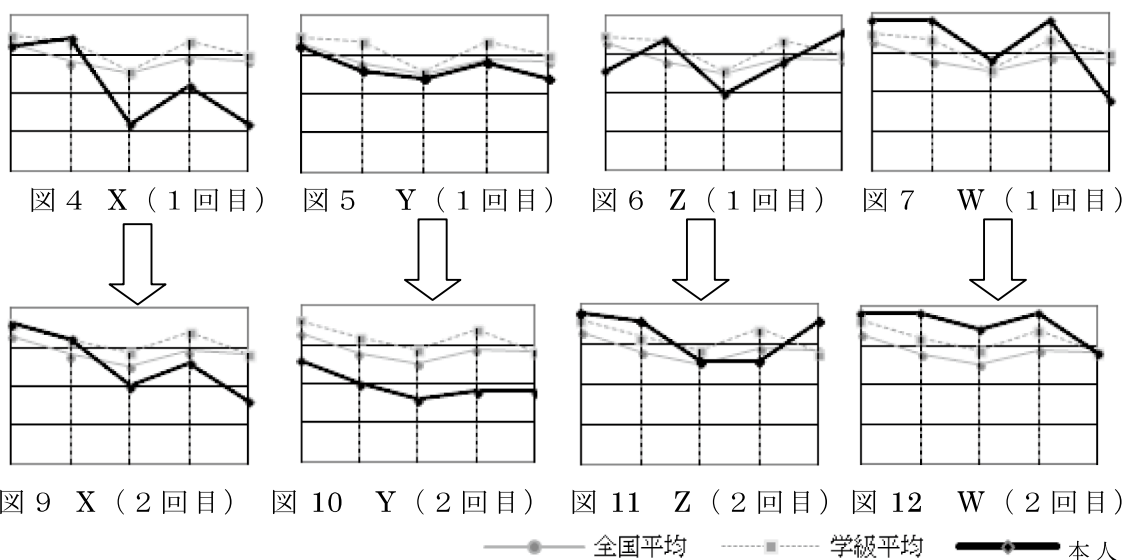 図4 X（1回目） 図5 Y（1回目） 図6 Z（1回目） 図7 W（1回目）
図9 X（2回目） 図10 Y（2回目） 図11 Z（2回目） 図12 W（2回目）
全国平均 学級平均 本人